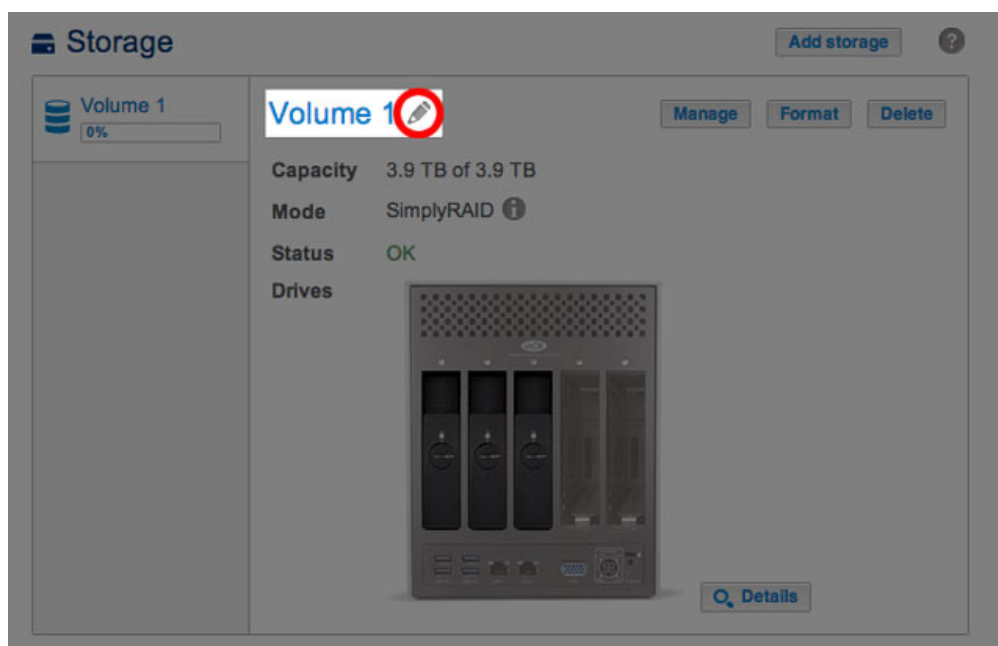 Storage
Add storage
?
Volume 1
0%
Volume 1
Manage
Format
Delete
Capacity 3.9 TB of 3.9 TB
Mode SimplyRAID i
Status OK
Drives
Details